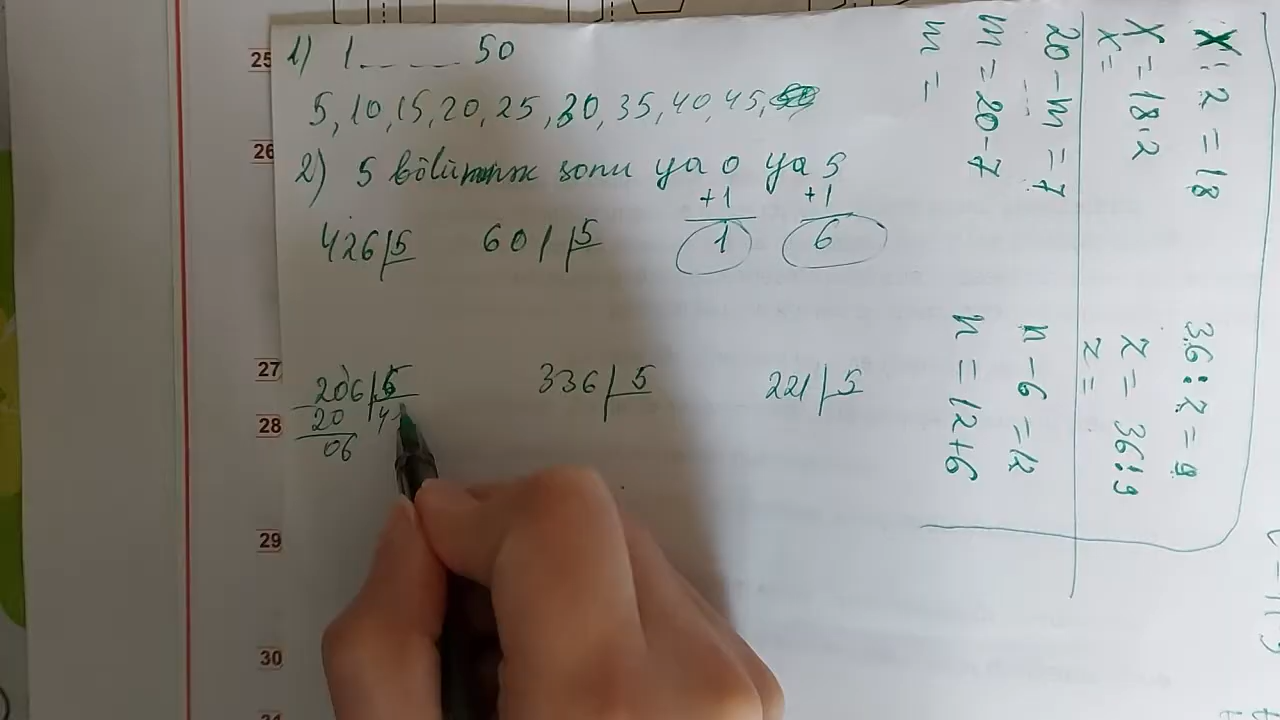 1) 1 _ _ _ _ 50
5, 10, 15, 20, 25, 30, 35, 40, 45,
2) 5 sonu ya 0 ya 5
+1 +1
426 | 5 601 | 5 1 6
206 | 5 336 | 5 221 | 5
- 20 4
06
x : 2 = 18
x = 18 . 2
x =
20 - m = 7
m = 20 - 7
m =
36 : z = 9
z = 36 : 9
z =
n - 6 = 12
n = 12 + 6
25
26
27
28
29
30